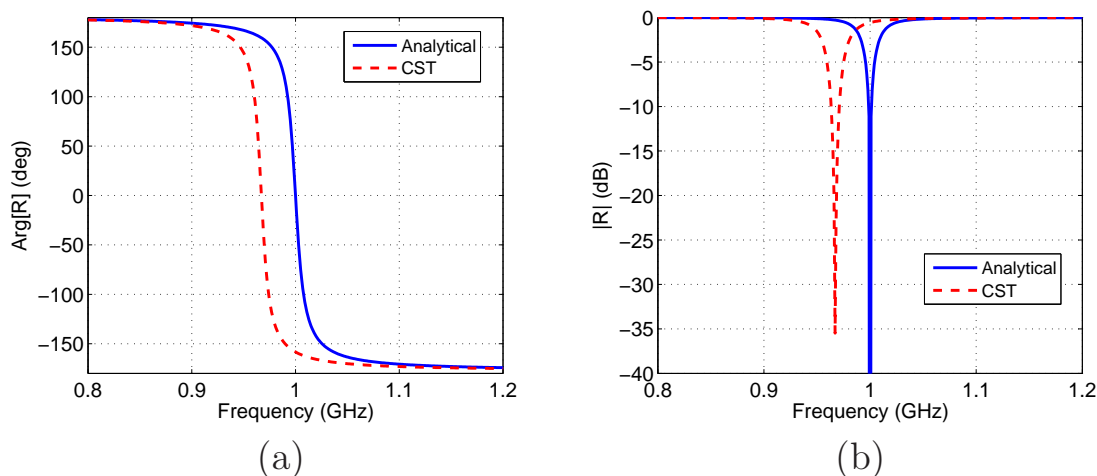 150
100
50
0
−50
−100
−150
Arg[R] (deg)
Analytical
CST
0.8
0.9
1
1.1
1.2
Frequency (GHz)
(a)
0
−5
−10
−15
−20
−25
−30
−35
−40
|R| (dB)
Analytical
CST
0.8
0.9
1
1.1
1.2
Frequency (GHz)
(b)